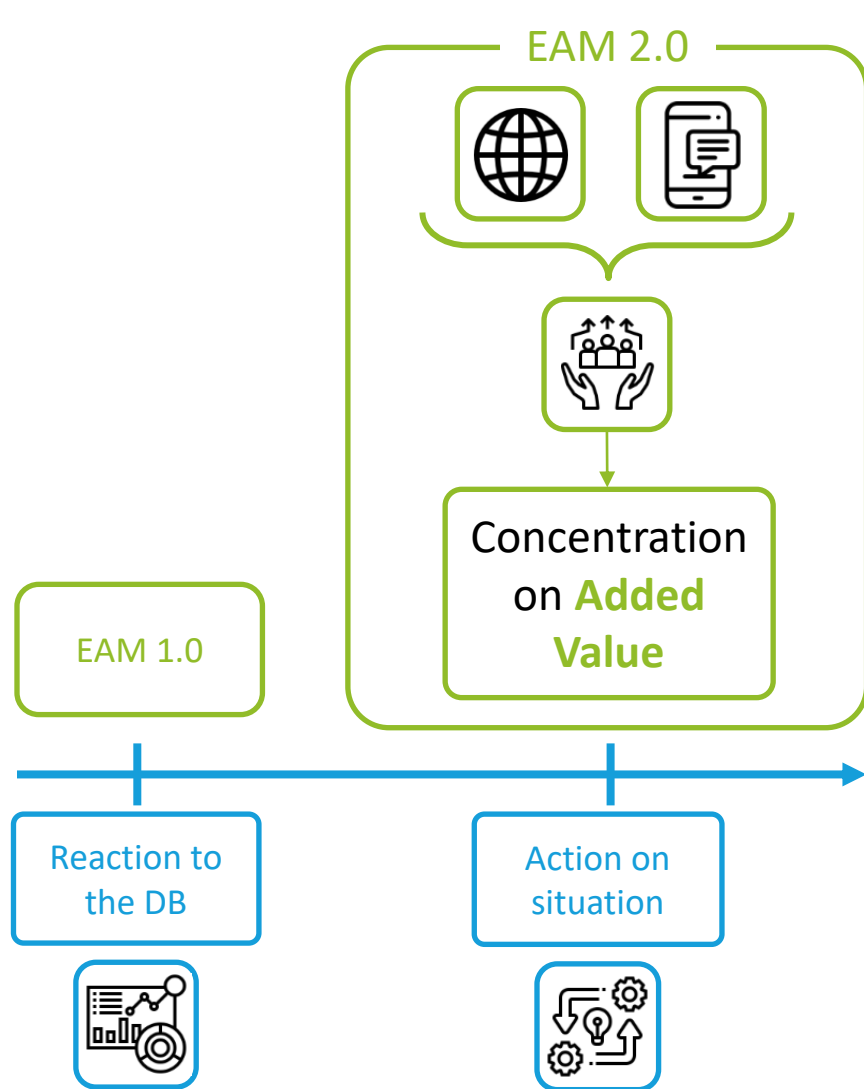 EAM 2.0
Concentration
on Added
Value
EAM 1.0
Reaction to
the DB
Action on
situation